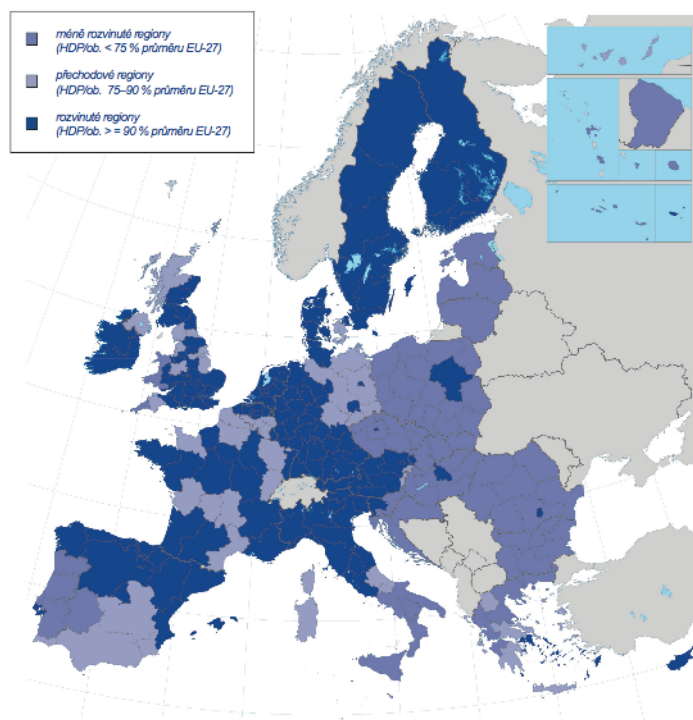 méně rozvinuté regiony
(HDP/ob. < 75 % průměru EU-27)
přechodové regiony
(HDP/ob. 75–90 % průměru EU-27)
rozvinuté regiony
(HDP/ob. > = 90 % průměru EU-27)